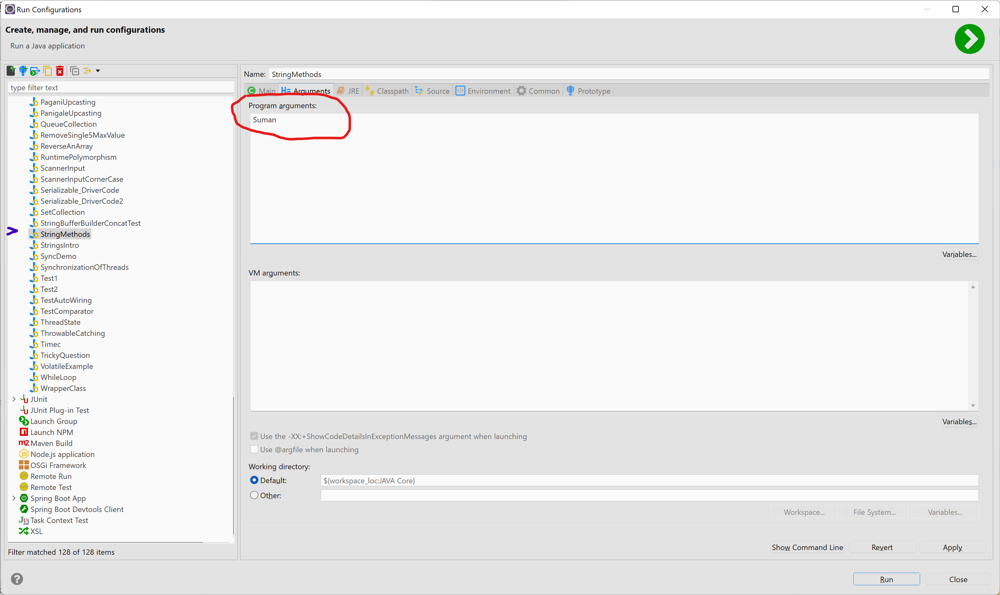 Run Configurations
Create, manage, and run configurations
Run a Java application
type filter text
PaganiUpcasting
PanigaleUpcasting
QueueCollection
RemoveSingle5MaxValue
ReverseAnArray
RuntimePolymorphism
ScannerInput
ScannerInputCornerCase
Serializable_DriverCode
Serializable_DriverCode2
SetCollection
StringBufferBuilderConcatTest
StringMethods
StringsIntro
SyncDemo
SynchronizationOfThreads
Test1
Test2
TestAutoWiring
TestComparator
ThreadState
ThrowableCatching
Timec
TrickyQuestion
VolatileExample
WhileLoop
WrapperClass
JUnit
JUnit Plug-in Test
Launch Group
Launch NPM
m2 Maven Build
Node.js application
OSGi Framework
Remote Run
Remote Test
Spring Boot App
Spring Boot Devtools Client
Task Context Test
XSL
Filter matched 128 of 128 items
Name: StringMethods
Main Arguments JRE Classpath Source Environment Common Prototype
Program arguments:
Suman
Variables...
VM arguments:
Variables...
Use the -XX:+ShowCodeDetailsInExceptionMessages argument when launching
Use @argfile when launching
Working directory:
Default: ${workspace_loc:JAVA Core}
Other:
Workspace... File System... Variables...
Show Command Line Revert Apply
Run Close